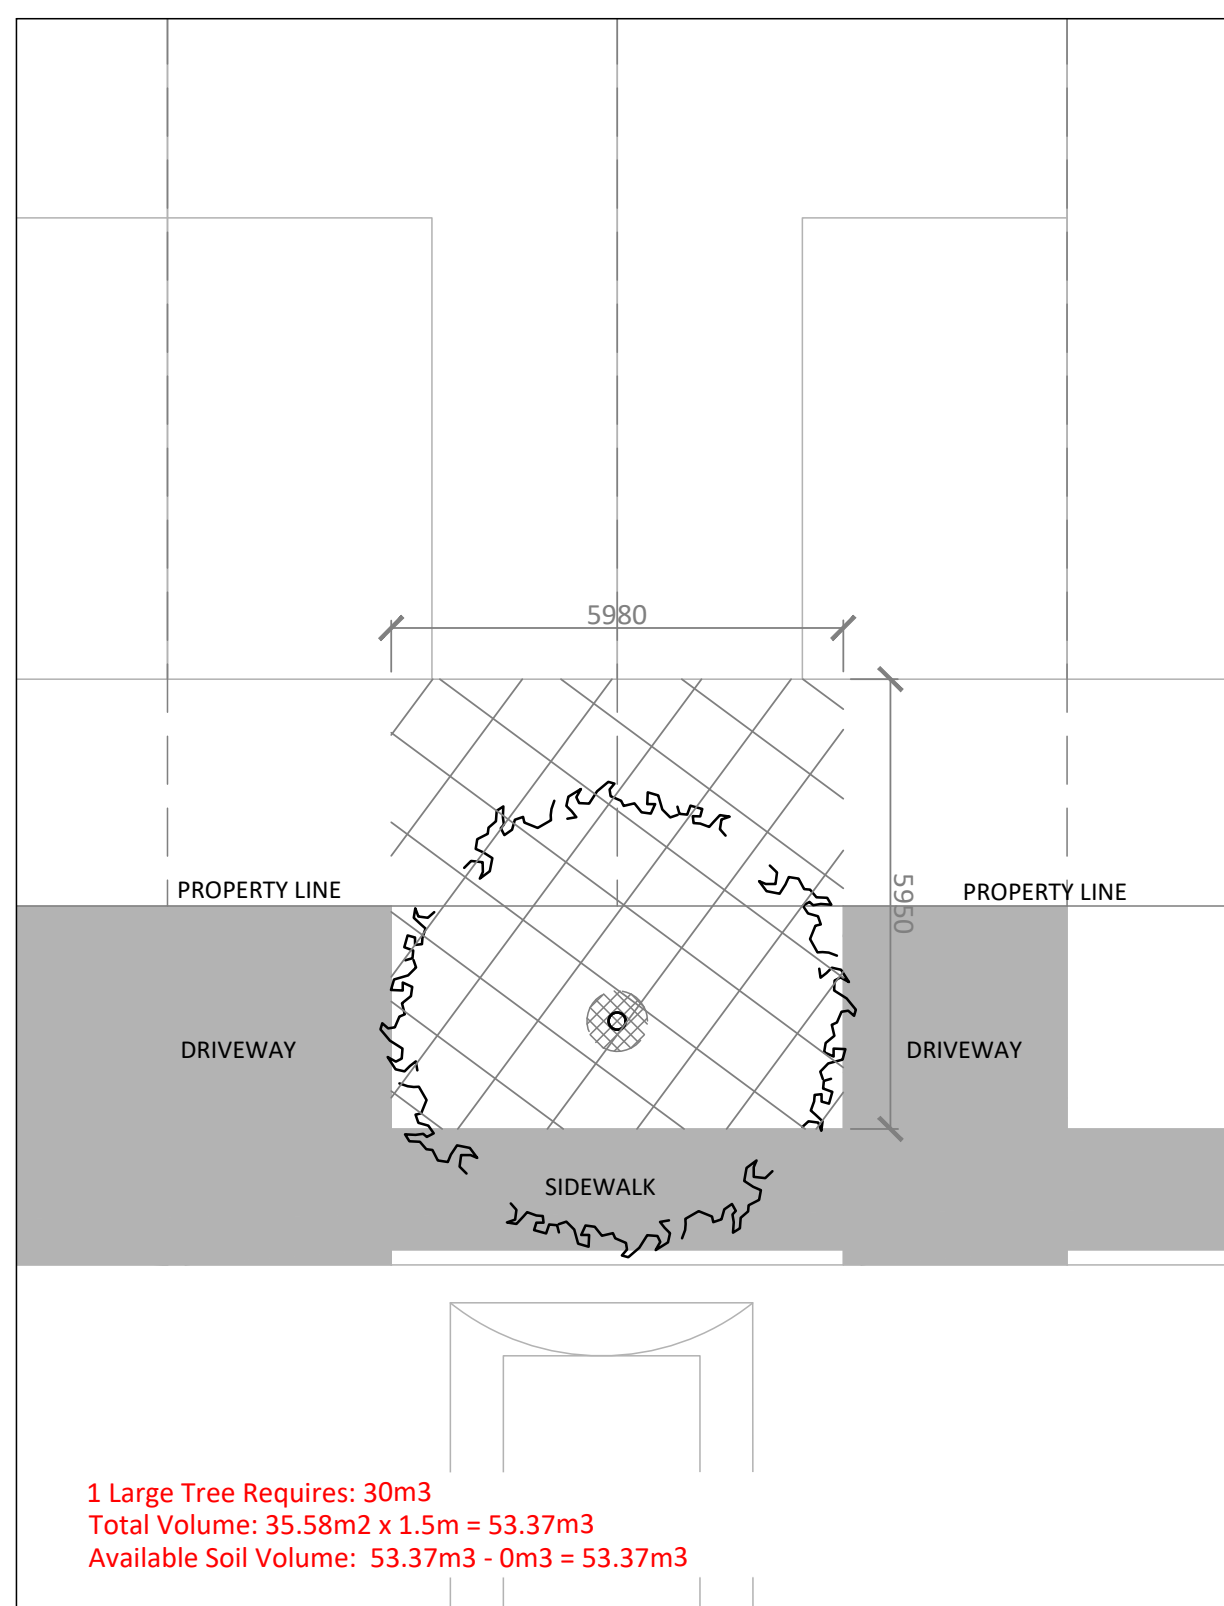 5980
5950
PROPERTY LINE
PROPERTY LINE
DRIVEWAY
DRIVEWAY
SIDEWALK
1 Large Tree Requires: 30m3
Total Volume: 35.58m2 x 1.5m = 53.37m3
Available Soil Volume:  53.37m3 - 0m3 = 53.37m3